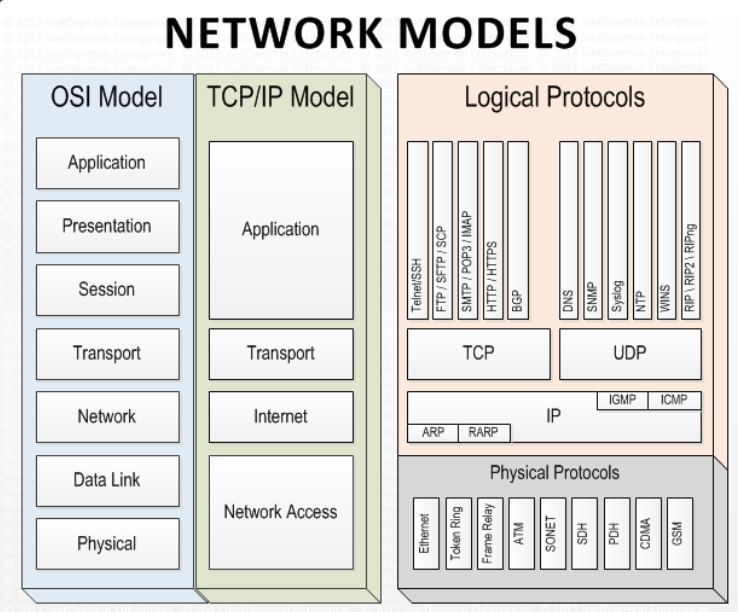 NETWORK MODELS
OSI Model
Application
Presentation
Session
Transport
Network
Data Link
Physical
TCP/IP Model
Application
Transport
Internet
Network Access
Logical Protocols
Telnet/SSH
FTP / SFTP / SCP
SMTP / POP3 / IMAP
HTTP / HTTPS
BGP
DNS
SNMP
Syslog
NTP
WINS
RIP \ RIP2 \ RIPng
TCP
UDP
IGMP
ICMP
IP
ARP
RARP
Physical Protocols
Ethernet
Token Ring
Frame Relay
ATM
SONET
SDH
PDH
CDMA
GSM